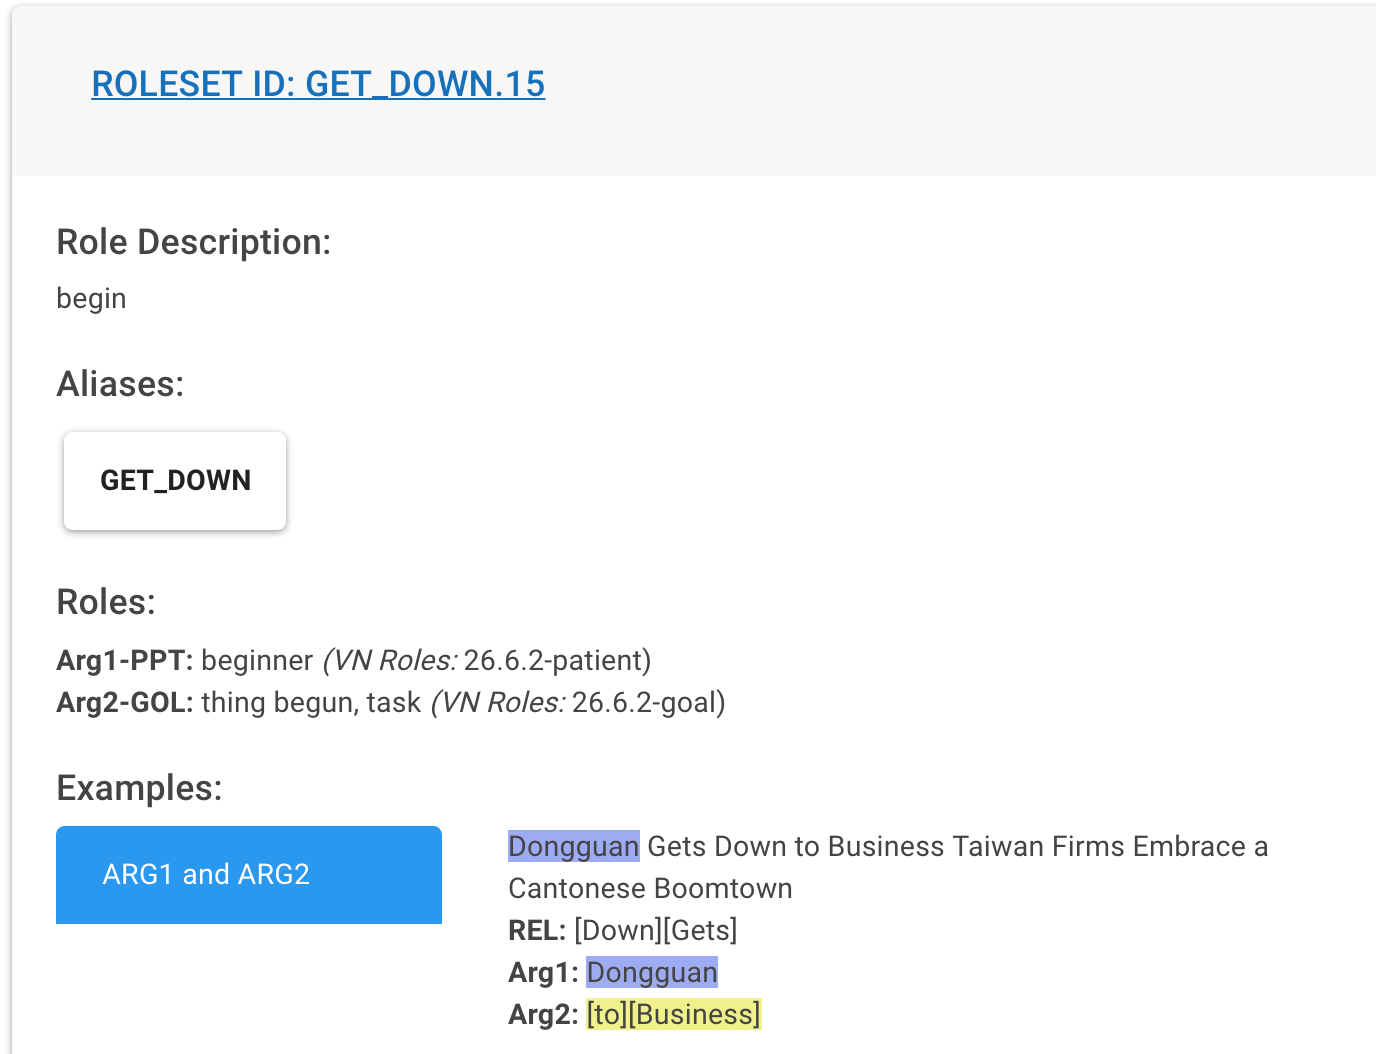 ROLESET ID: GET_DOWN.15
Role Description:
begin
Aliases:
GET_DOWN
Roles:
Arg1-PPT: beginner (VN Roles: 26.6.2-patient)
Arg2-GOL: thing begun, task (VN Roles: 26.6.2-goal)
Examples:
ARG1 and ARG2
Dongguan Gets Down to Business Taiwan Firms Embrace a
Cantonese Boomtown
REL: [Down][Gets]
Arg1: Dongguan
Arg2: [to][Business]